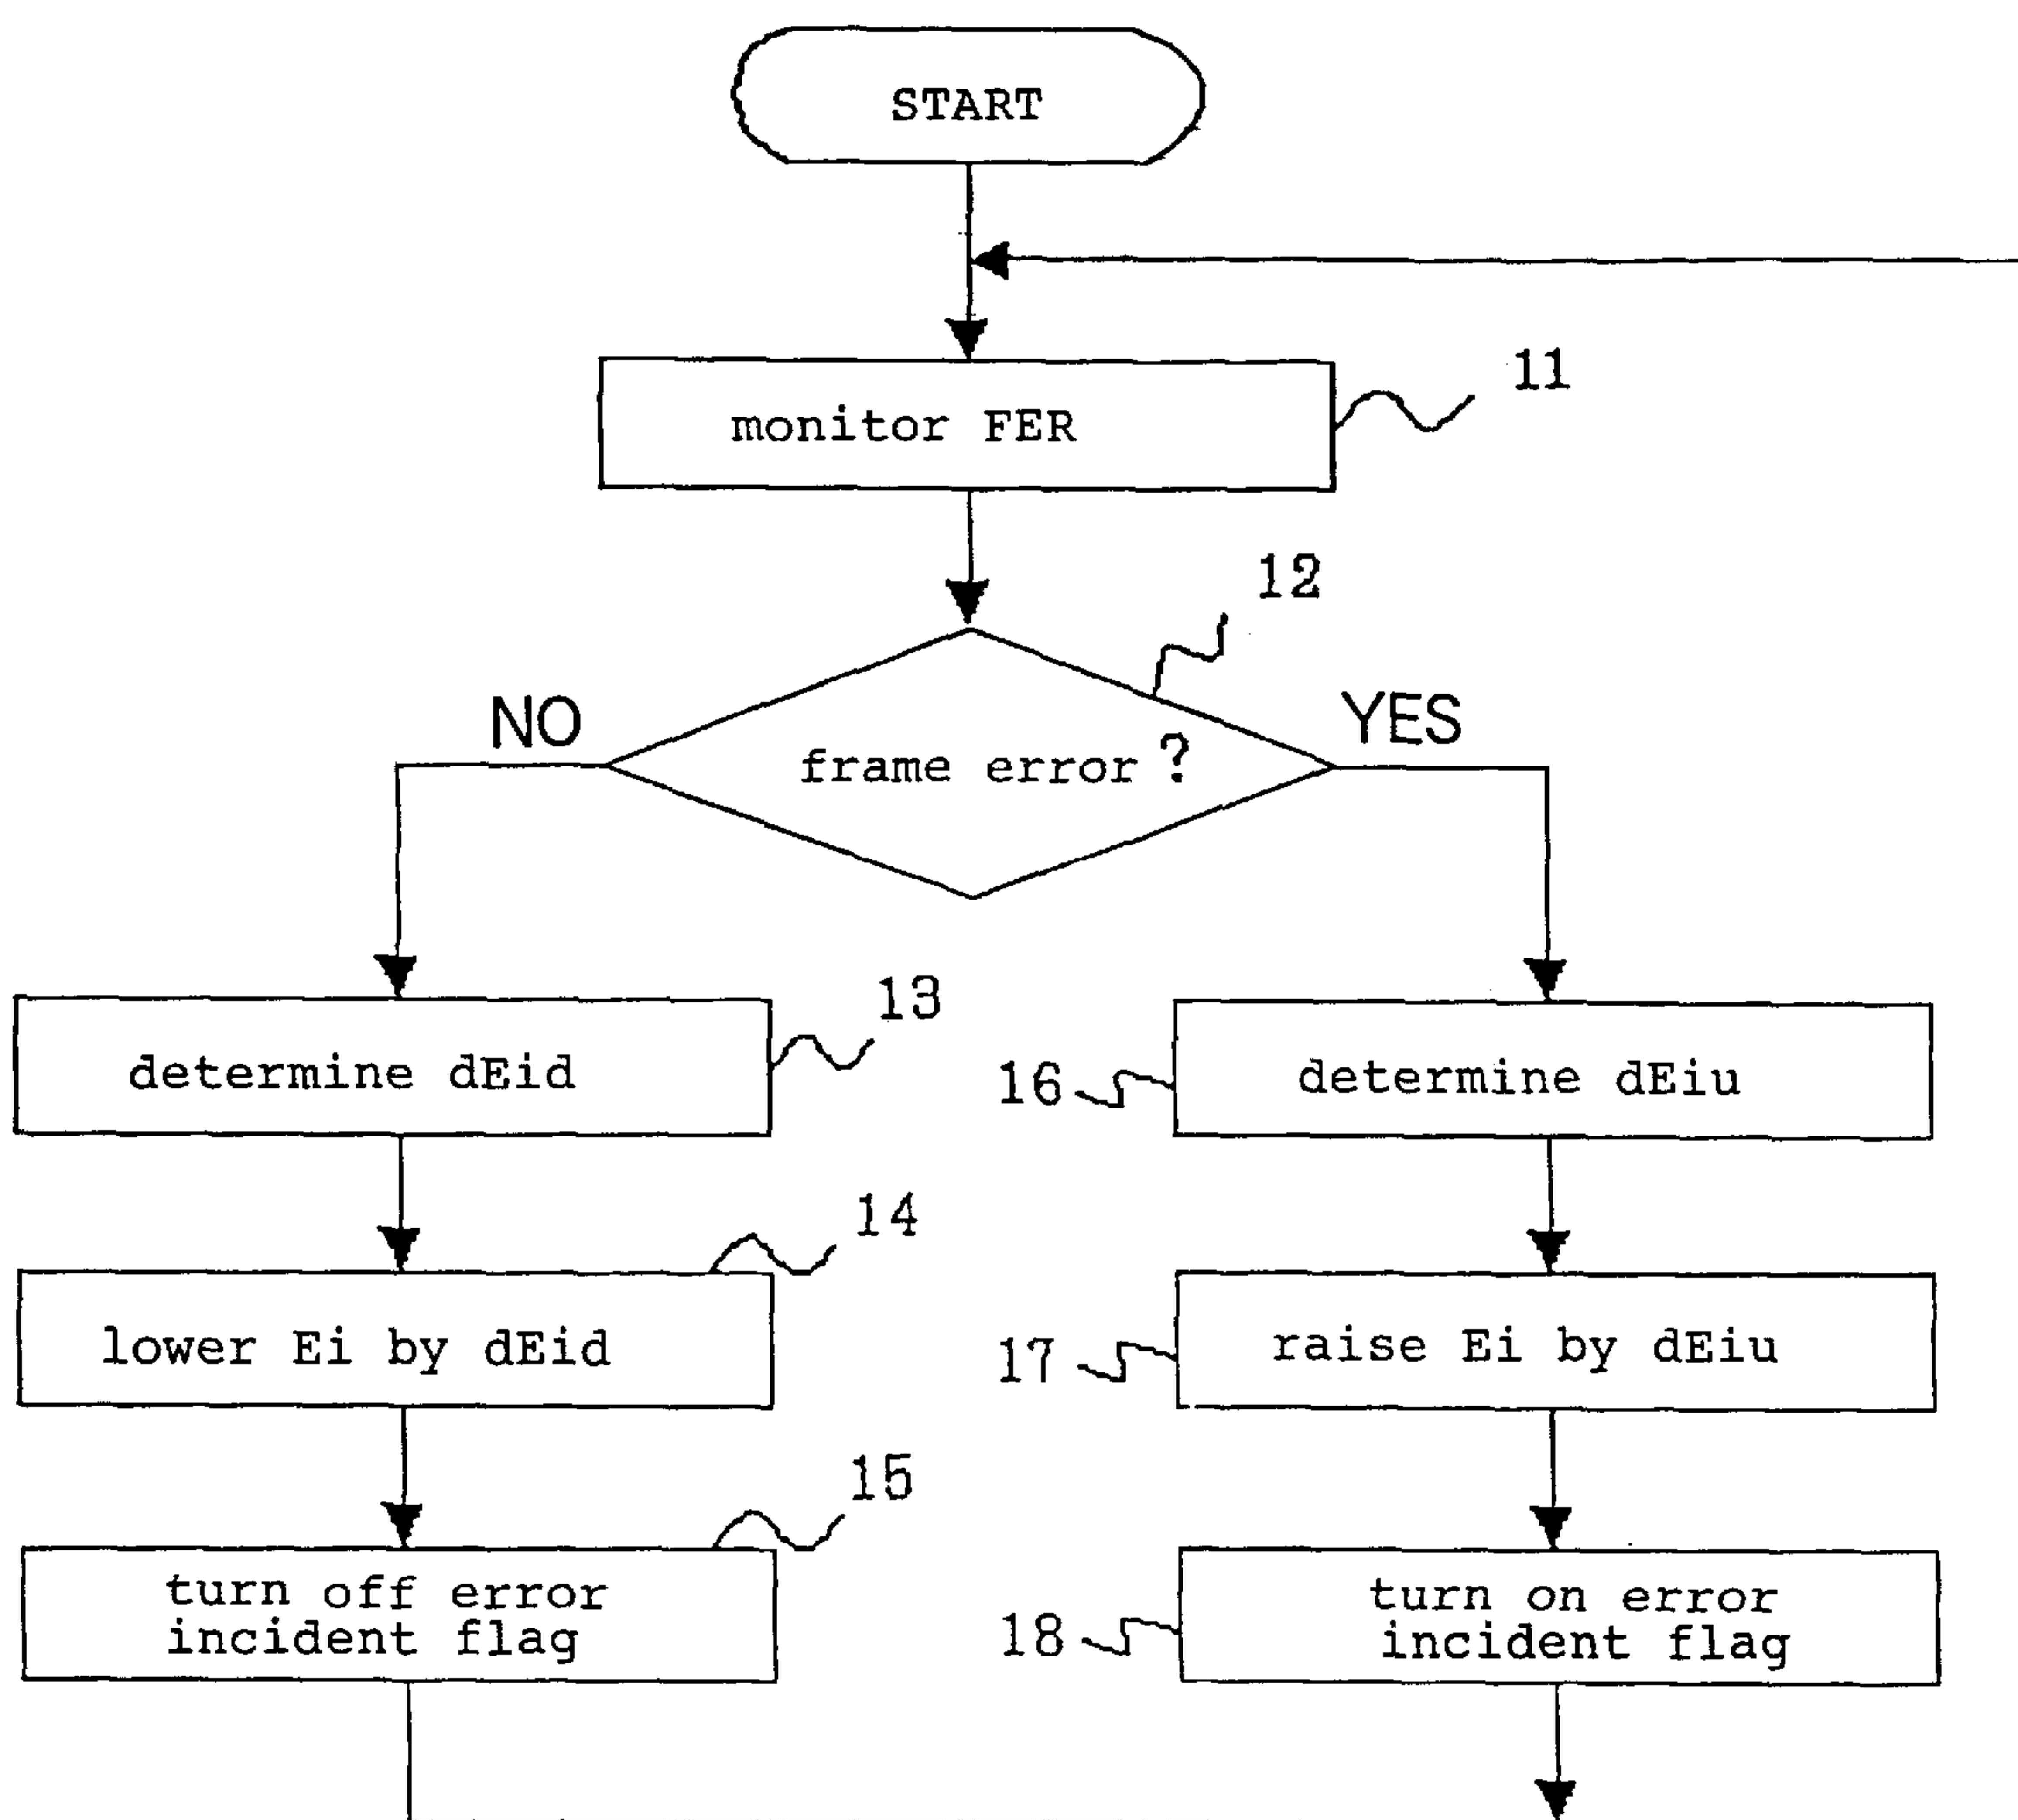 START
monitor FER
11
12
NO
YES
frame error ?
determine dEid
13
16
determine dEiu
14
lower Ei by dEid
17
raise Ei by dEiu
15
turn off error
incident flag
18
turn on error
incident flag